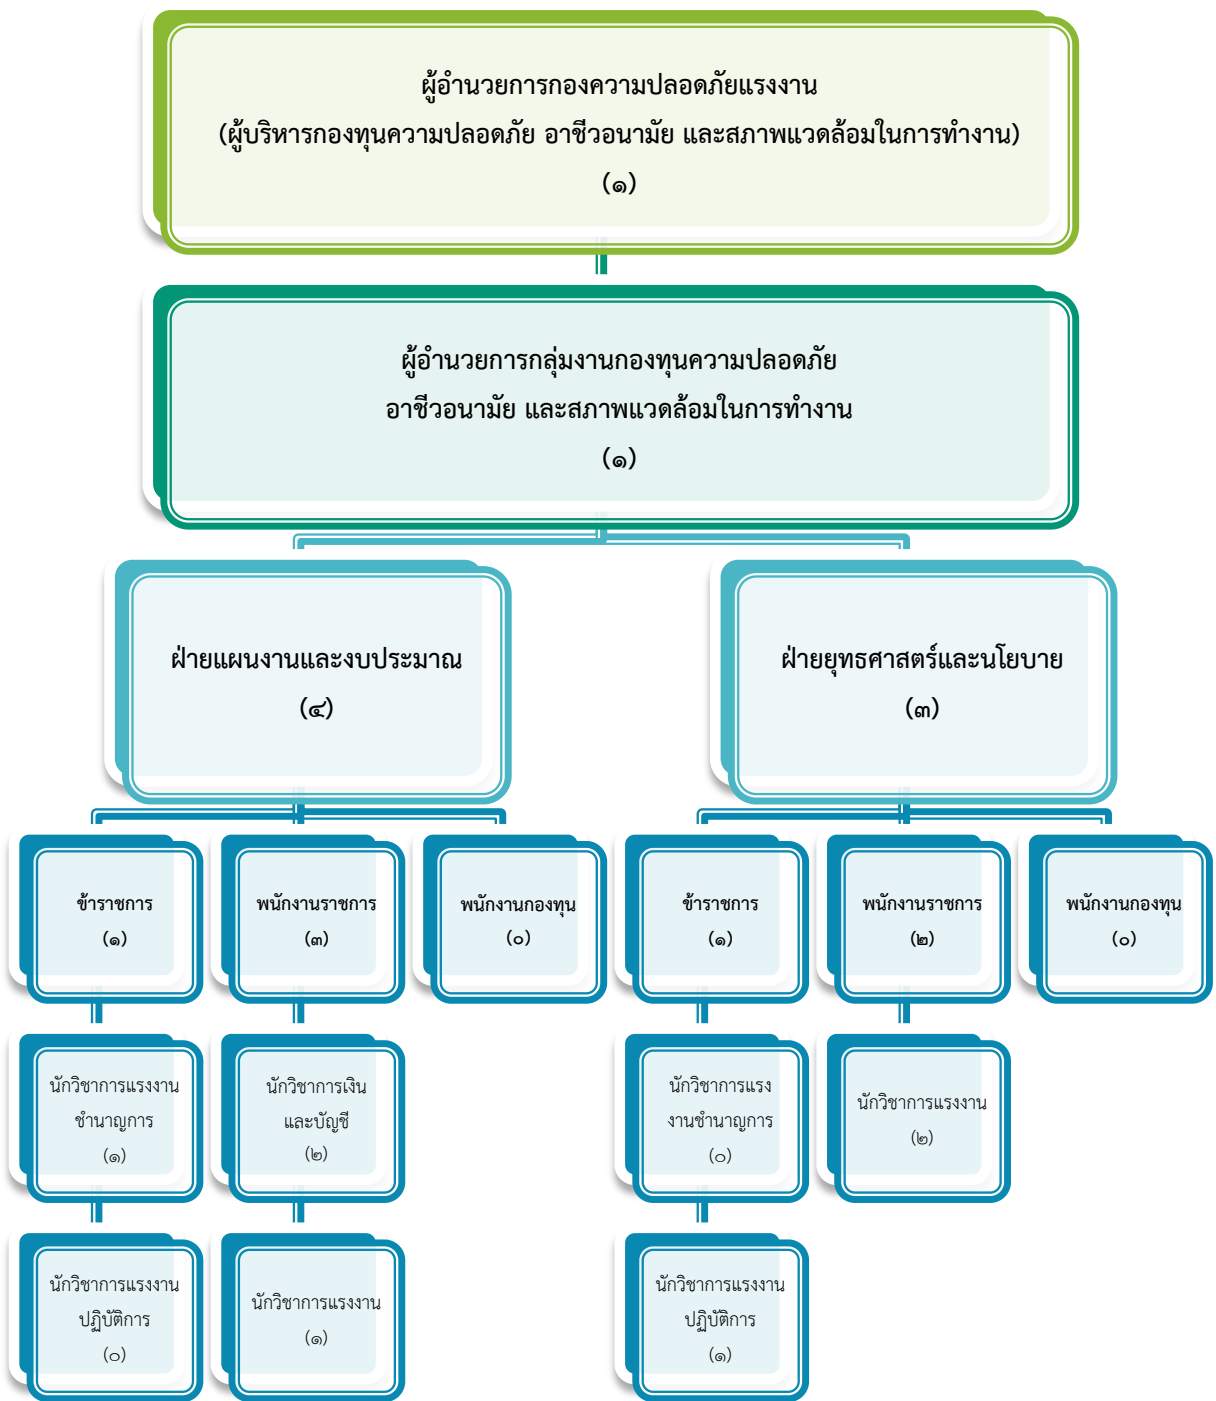 ผู้อำนวยการกองความปลอดภัยแรงงาน
(ผู้บริหารกองทุนความปลอดภัย อาชีวอนามัย และสภาพแวดล้อมในการทำงาน)
(๑)
ผู้อำนวยการกลุ่มงานกองทุนความปลอดภัย
อาชีวอนามัย และสภาพแวดล้อมในการทำงาน
(๑)
ฝ่ายแผนงานและงบประมาณ
(๔)
ฝ่ายยุทธศาสตร์และนโยบาย
(๓)
ข้าราชการ
(๑)
พนักงานราชการ
(๓)
พนักงานกองทุน
(๐)
ข้าราชการ
(๑)
พนักงานราชการ
(๒)
พนักงานกองทุน
(๐)
นักวิชาการแรงงาน
ชำนาญการ
(๑)
นักวิชาการเงิน
และบัญชี
(๒)
นักวิชาการแรง
งานชำนาญการ
(๐)
นักวิชาการแรงงาน
(๒)
นักวิชาการแรงงาน
ปฏิบัติการ
(๐)
นักวิชาการแรงงาน
(๑)
นักวิชาการแรงงาน
ปฏิบัติการ
(๑)